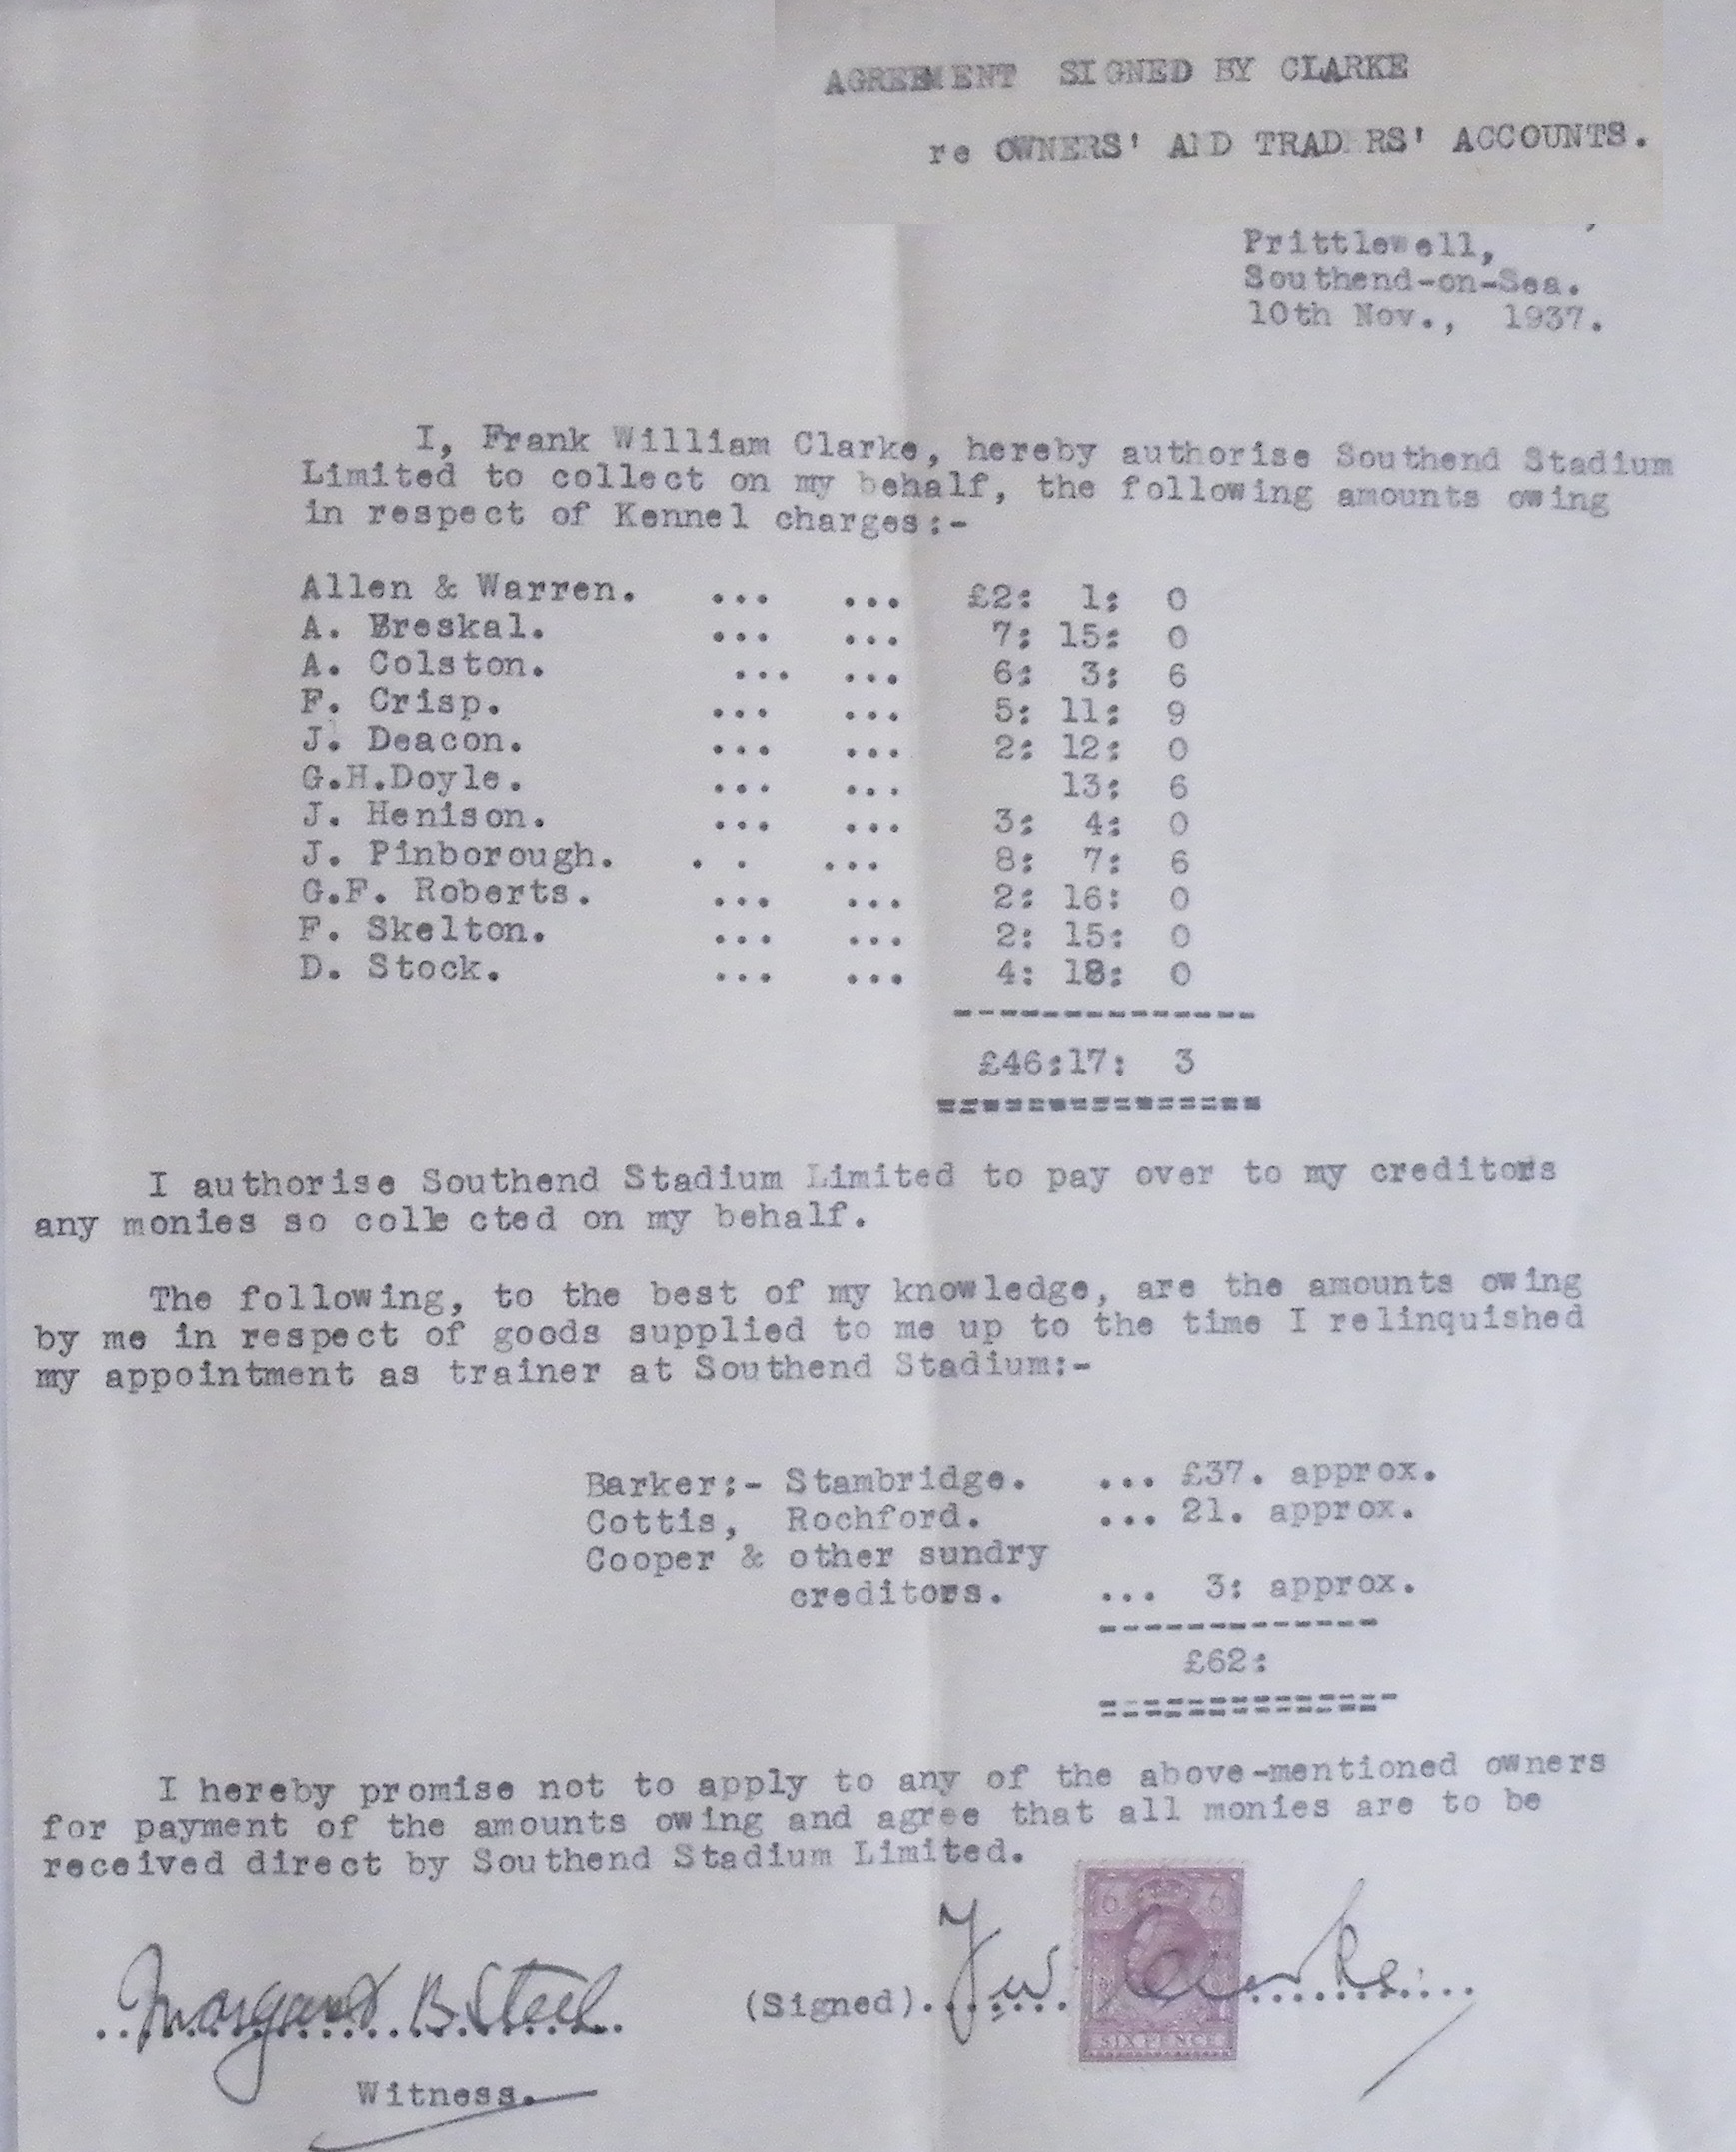 AGREEMENT SIGNED BY CLARKE
re OWNERS' AND TRAD RS' ACCOUNTS.
Prittlewell,
Southend-on-Sea.
10th Nov., 1937.
I, Frank William Clarke, hereby authorise Southend Stadium
Limited to collect on my behalf, the following amounts owing
in respect of Kennel charges:-
Allen & Warren. ... ... £2: 1: 0
A. Breskal. ... ... 7: 15: 0
A. Colston. ... ... 6: 3: 6
F. Crisp. ... ... 5: 11: 9
J. Deacon. ... ... 2: 12: 0
G.H.Doyle. ... ... 13: 6
J. Henison. ... ... 3: 4: 0
J. Pinborough. . . ... 8: 7: 6
G.F. Roberts. ... ... 2: 16: 0
F. Skelton. ... ... 2: 15: 0
D. Stock. ... ... 4: 18: 0
£46:17: 3
I authorise Southend Stadium Limited to pay over to my creditors
any monies so colle cted on my behalf.
The following, to the best of my knowledge, are the amounts owing
by me in respect of goods supplied to me up to the time I relinquished
my appointment as trainer at Southend Stadium:-
Barker:- Stambridge. ... £37. approx.
Cottis, Rochford. ... 21. approx.
Cooper & other sundry
creditors. ... 3: approx.
£62:
I hereby promise not to apply to any of the above-mentioned owners
for payment of the amounts owing and agree that all monies are to be
received direct by Southend Stadium Limited.
Margaret B. Steel (Signed) F W Clarke
6 6
SIXPENCE
Witness.